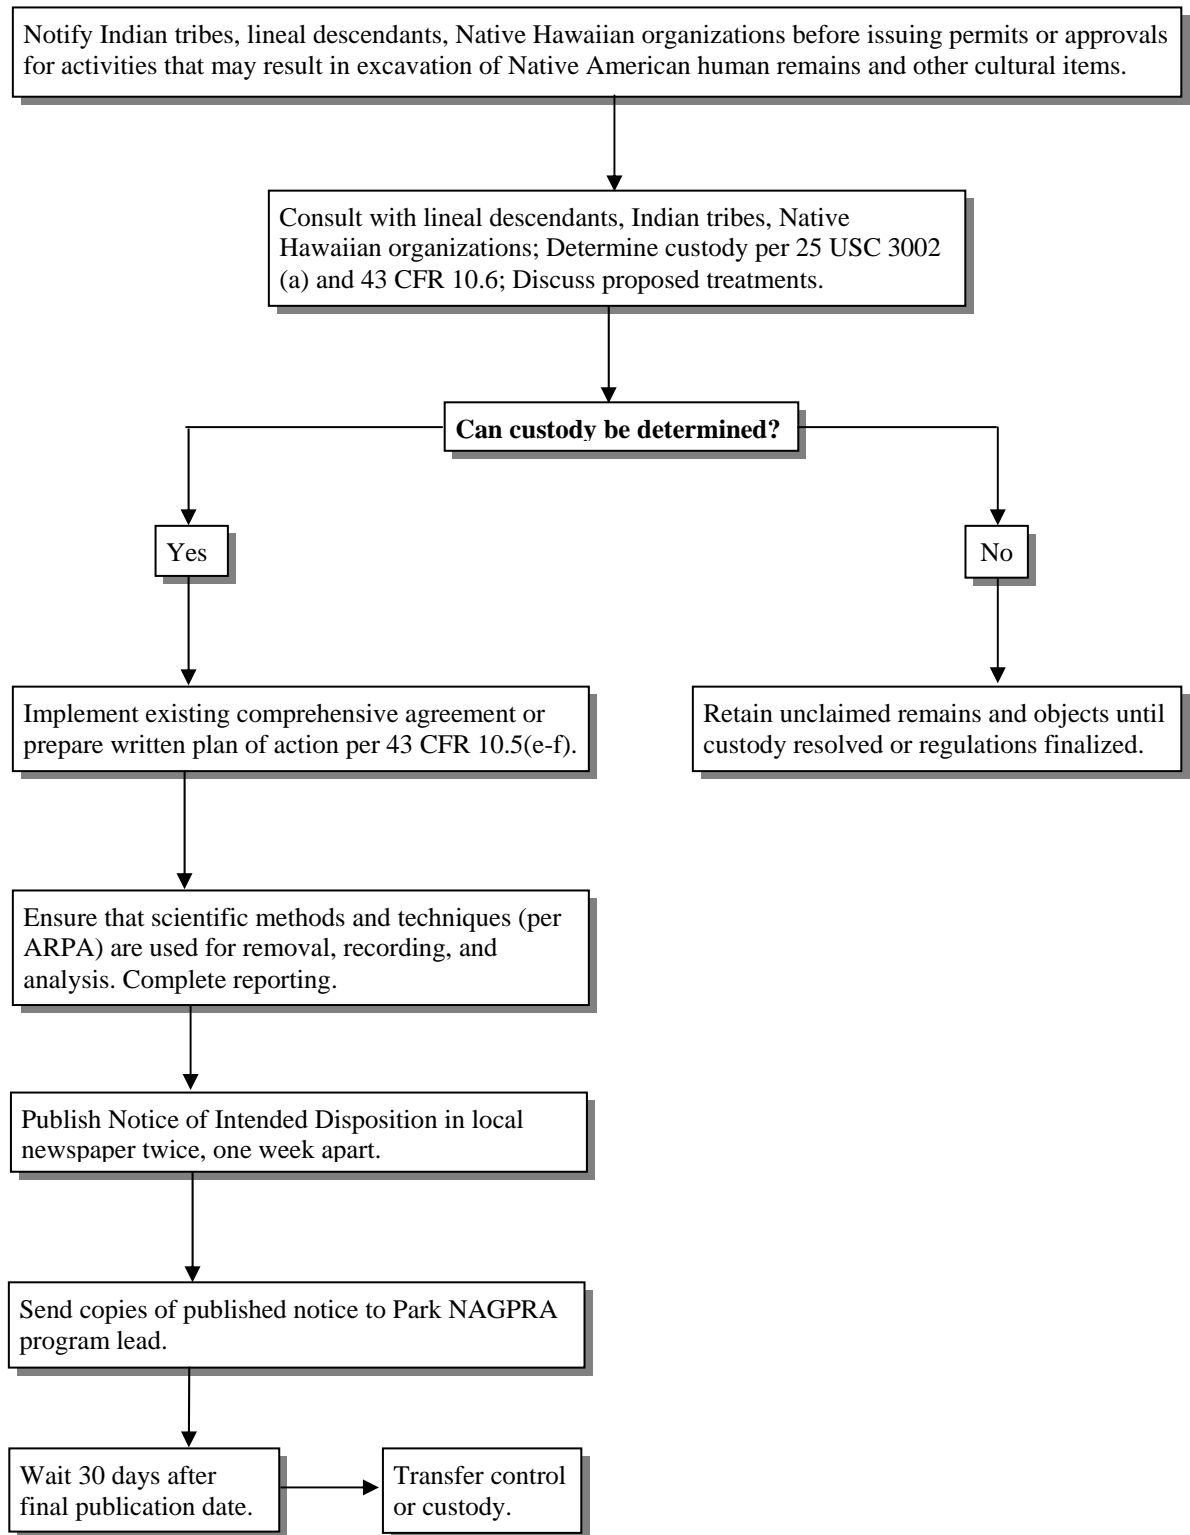 Notify Indian tribes, lineal descendants, Native Hawaiian organizations before issuing permits or approvals
for activities that may result in excavation of Native American human remains and other cultural items.
Consult with lineal descendants, Indian tribes, Native
Hawaiian organizations; Determine custody per 25 USC 3002
(a) and 43 CFR 10.6; Discuss proposed treatments.
Can custody be determined?
Yes
No
Implement existing comprehensive agreement or
prepare written plan of action per 43 CFR 10.5(e-f).
Retain unclaimed remains and objects until
custody resolved or regulations finalized.
Ensure that scientific methods and techniques (per
ARPA) are used for removal, recording, and
analysis. Complete reporting.
Publish Notice of Intended Disposition in local
newspaper twice, one week apart.
Send copies of published notice to Park NAGPRA
program lead.
Wait 30 days after
final publication date.
Transfer control
or custody.